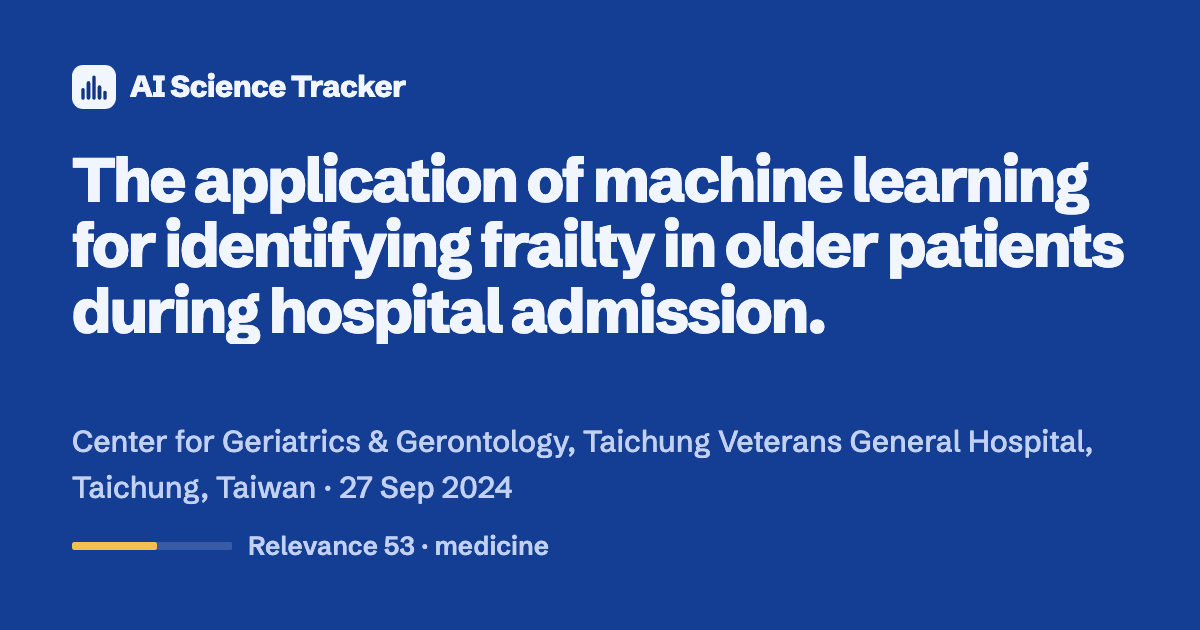 AI Science Tracker
The application of machine learning
for identifying frailty in older patients
during hospital admission.
Center for Geriatrics & Gerontology, Taichung Veterans General Hospital,
Taichung, Taiwan · 27 Sep 2024
Relevance 53 · medicine